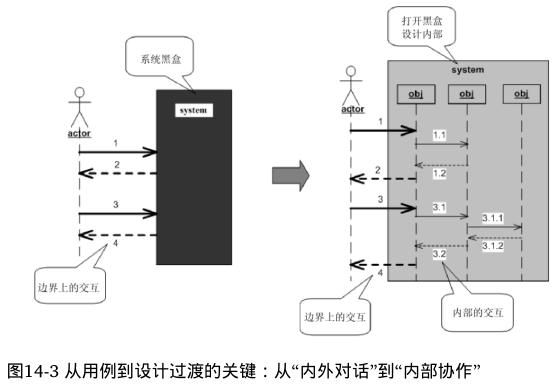 系统黑盒
system
actor
1
2
3
4
边界上的交互
打开黑盒
设计内部
system
obj
obj
obj
actor
1
1.1
1.2
2
3
3.1
3.1.1
3.1.2
3.2
4
边界上的交互
内部的交互
图14-3 从用例到设计过渡的关键：从“内外对话”到“内部协作”